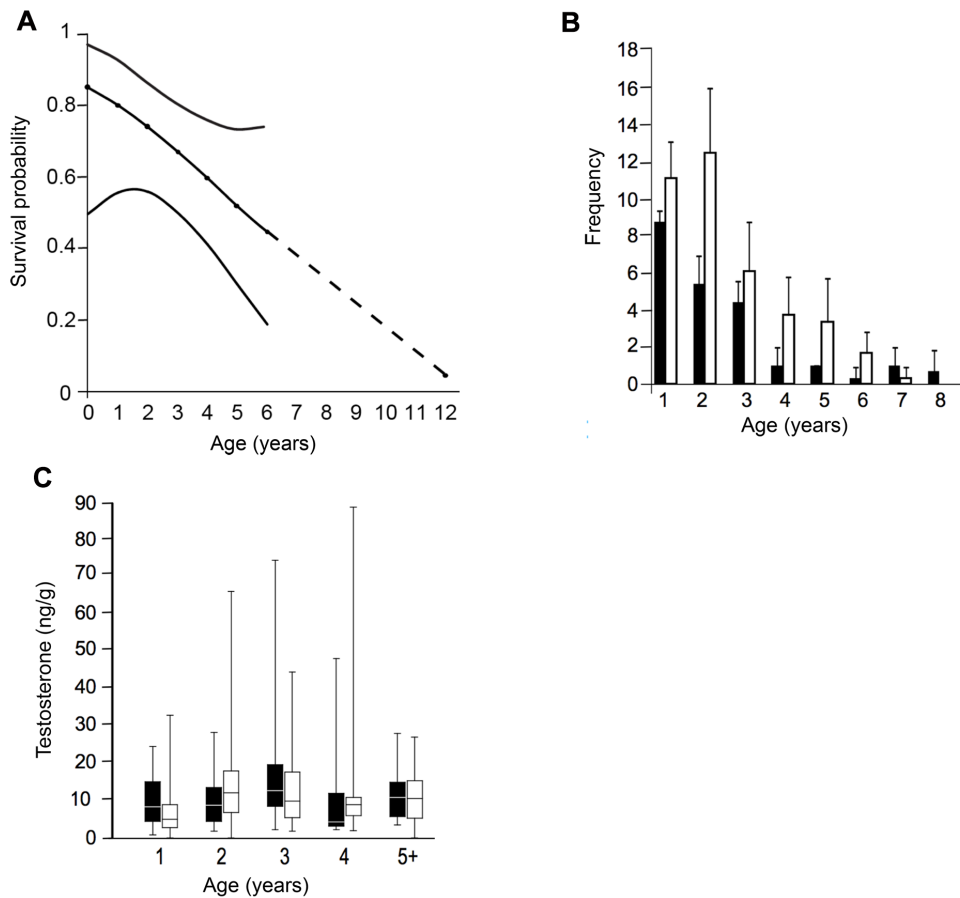 A
1
0.8
0.6
0.4
0.2
0
Survival probability
0 1 2 3 4 5 6 7 8 9 10 11 12
Age (years)
B
18
16
14
12
10
8
6
4
2
0
Frequency
1 2 3 4 5 6 7 8
Age (years)
C
90
80
70
60
50
40
30
20
10
0
Testosterone (ng/g)
1 2 3 4 5+
Age (years)